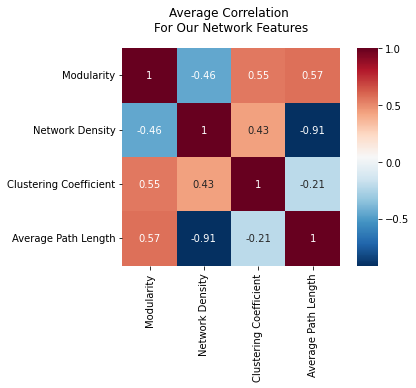 Average Correlation
For Our Network Features
Modularity 1 -0.46 0.55 0.57
Network Density -0.46 1 0.43 -0.91
Clustering Coefficient 0.55 0.43 1 -0.21
Average Path Length 0.57 -0.91 -0.21 1
Modularity
Network Density
Clustering Coefficient
Average Path Length
1.0
0.5
0.0
−0.5